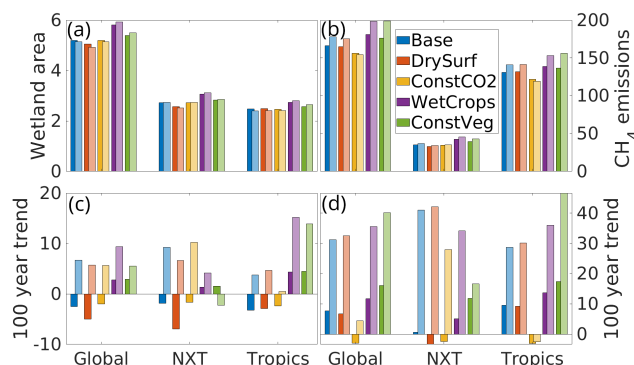 (a)
6
4
2
0
Wetland area
(b)
Base
DrySurf
ConstCO2
WetCrops
ConstVeg
200
150
100
50
0
CH4 emissions
(c)
20
10
0
-10
100 year trend
Global NXT Tropics
(d)
40
30
20
10
0
100 year trend
Global NXT Tropics